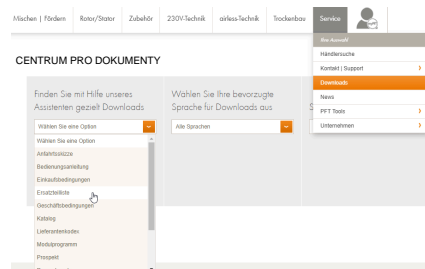 Mischen | Fördern Rotor/Stator Zubehör 230V-Technik airless-Technik Trockenbau Service
Ihre Auswahl
Händlersuche
Kontakt | Support
Downloads
News
PFT Tools
Unternehmen
CENTRUM PRO DOKUMENTY
Finden Sie mit Hilfe unseres
Assistenten gezielt Downloads
Wählen Sie eine Option
Wählen Sie eine Option
Anfahrtsskizze
Bedienungsanleitung
Einkaufsbedingungen
Ersatzteilliste
Geschäftsbedingungen
Katalog
Lieferantenkodex
Modulprogramm
Prospekt
Wählen Sie Ihre bevorzugte
Sprache für Downloads aus
Alle Sprachen